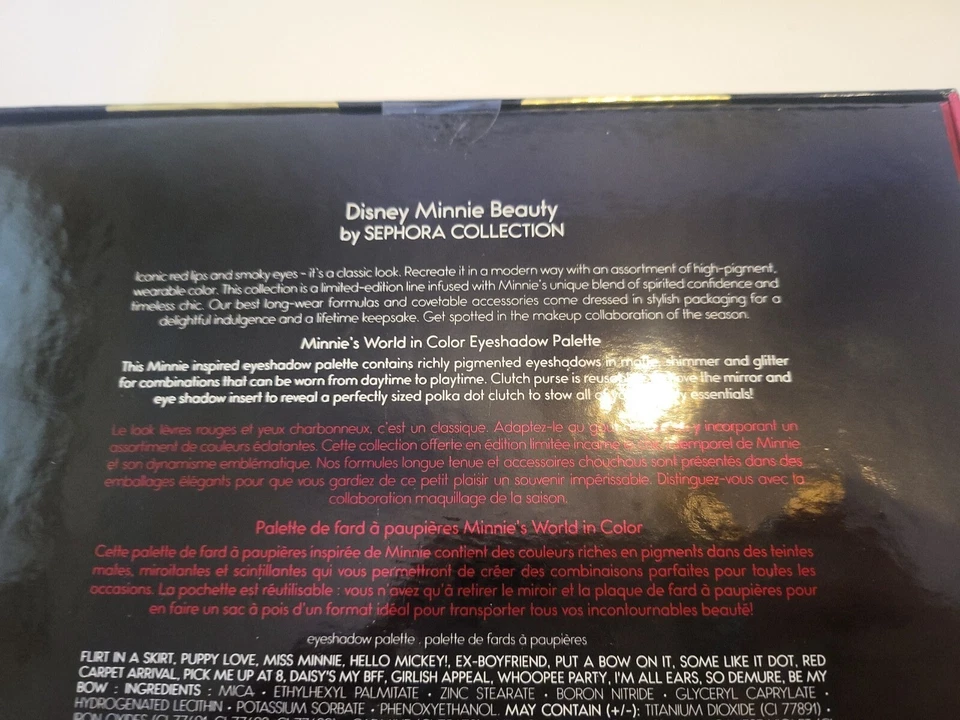 Disney Minnie Beauty
by SEPHORA COLLECTION
Iconic red lips and smoky eyes - it's a classic look. Recreate it in a modern way with an assortment of high-pigment,
wearable color. This collection is a limited-edition line infused with Minnie's unique blend of spirited confidence and
timeless chic. Our best long-wear formulas and covetable accessories come dressed in stylish packaging for a
delightful indulgence and a lifetime keepsake. Get spotted in the makeup collaboration of the season.
Minnie's World in Color Eyeshadow Palette
This Minnie inspired eyeshadow palette contains richly pigmented eyeshadows in matte, shimmer and glitter
for combinations that can be worn from daytime to playtime. Clutch purse is the mirror and
eye shadow insert to reveal a perfectly sized polka dot clutch to stow all essentials!
Le look lèvres rouges et yeux charbonneux, c'est un classique. Adaptez-le incorporant un
assortiment de couleurs éclatantes. Cette collection offerte en édition limitée de Minnie
et son dynamisme emblématique. Nos formules longue tenue et accessoires chouchous sont présentés dans des
emballages élégants pour que vous gardiez de ce petit plaisir un souvenir impérissable. Distinguez-vous avec la
collaboration maquillage de la saison.
Palette de fard à paupières Minnie's World in Color
Cette palette de fard à paupières inspirée de Minnie contient des couleurs riches en pigments dans des teintes
mates, miroitantes et scintillantes qui vous permettront de créer des combinaisons parfaites pour toutes les
occasions. La pochette est réutilisable : vous n'avez qu'à retirer le miroir et la plaque de fard à paupières pour
en faire un sac à pois d'un format idéal pour transporter tous vos incontournables beauté!
eyeshadow palette . palette de fards à paupières
FLIRT IN A SKIRT, PUPPY LOVE, MISS MINNIE, HELLO MICKEY!, EX-BOYFRIEND, PUT A BOW ON IT, SOME LIKE IT DOT, RED
CARPET ARRIVAL, PICK ME UP AT 8, DAISY'S MY BFF, GIRLISH APPEAL, WHOOPEE PARTY, I'M ALL EARS, SO DEMURE, BE MY
BOW : INGREDIENTS : MICA • ETHYLHEXYL PALMITATE • ZINC STEARATE • BORON NITRIDE • GLYCERYL CAPRYLATE •
HYDROGENATED LECITHIN • POTASSIUM SORBATE • PHENOXYETHANOL. MAY CONTAIN (+/-): TITANIUM DIOXIDE (CI 77891) •